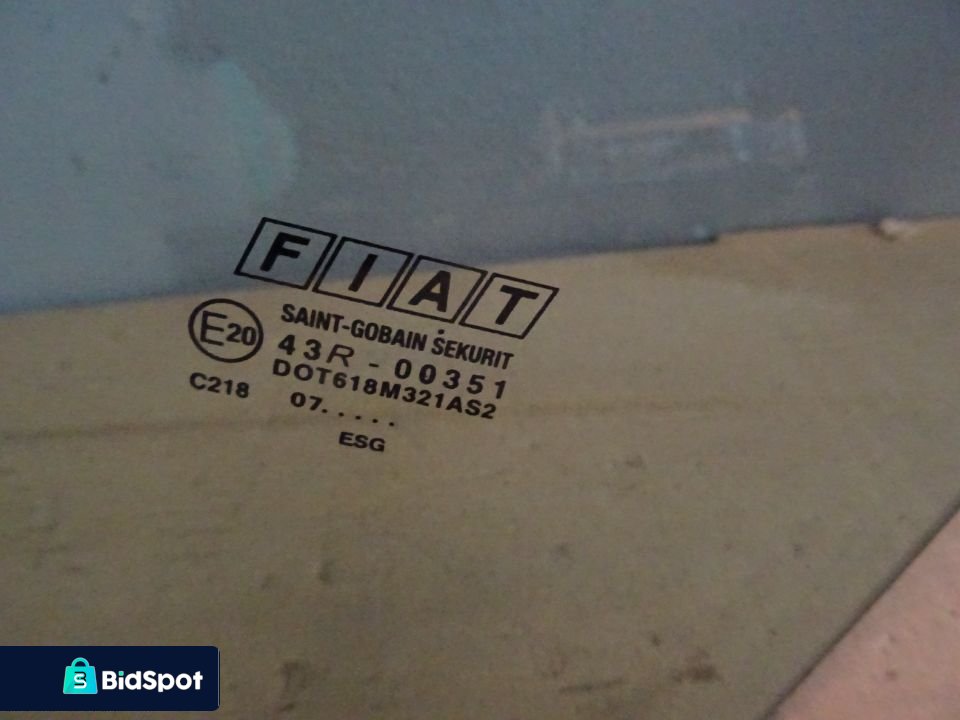 FIAT
SAINT-GOBAIN SEKURIT
E20
43R - 00351
DOT618M321AS2
C218 07.....
ESG
BidSpot